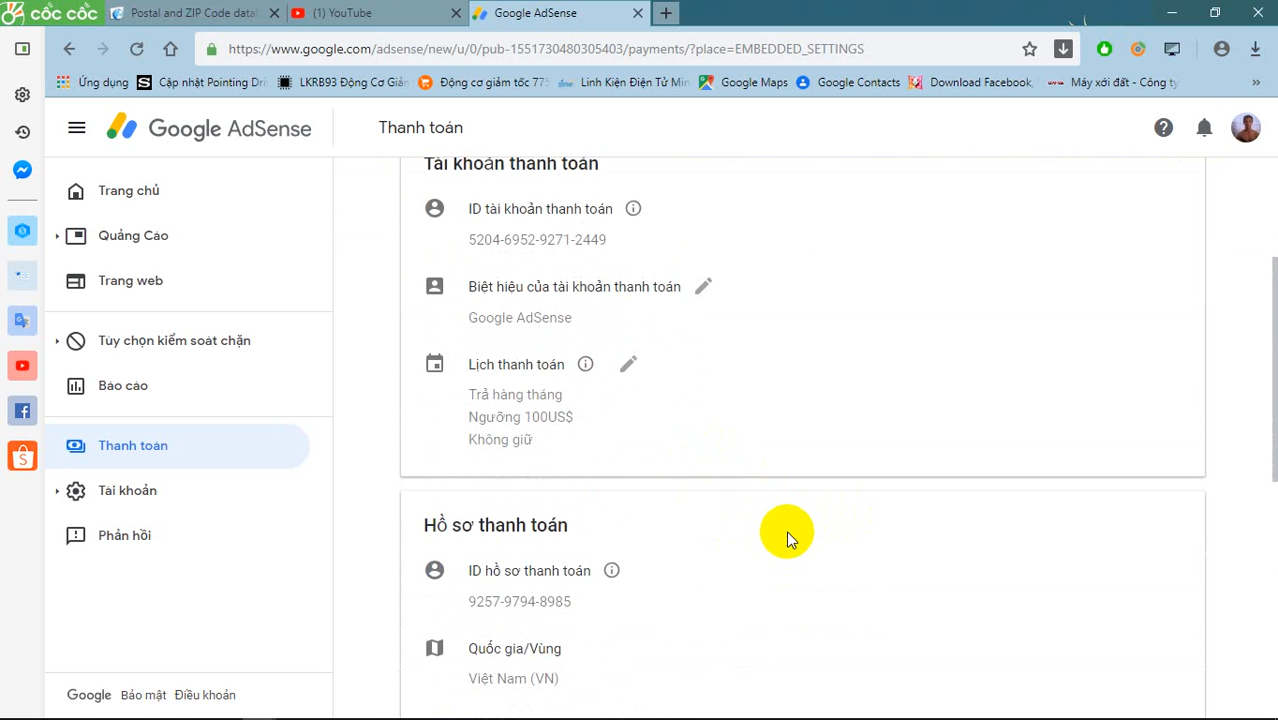 cốc cốc
Postal and ZIP Code datab
(1) YouTube
Google AdSense
https://www.google.com/adsense/new/u/0/pub-1551730480305403/payments/?place=EMBEDDED_SETTINGS
Ứng dụng
Cập nhật Pointing Dri
LKRB93 Động Cơ Giả
Động cơ giảm tốc 775
Linh Kiện Điện Tử Min
Google Maps
Google Contacts
Download Facebook,
Máy xới đất - Công ty
»
Google AdSense
Thanh toán
Trang chủ
Quảng Cáo
Trang web
Tùy chọn kiểm soát chặn
Báo cáo
Thanh toán
Tài khoản
Phản hồi
Google Bảo mật Điều khoản
Tài khoản thanh toán
ID tài khoản thanh toán
5204-6952-9271-2449
Biệt hiệu của tài khoản thanh toán
Google AdSense
Lịch thanh toán
Trả hàng tháng
Ngưỡng 100US$
Không giữ
Hồ sơ thanh toán
ID hồ sơ thanh toán
9257-9794-8985
Quốc gia/Vùng
Việt Nam (VN)